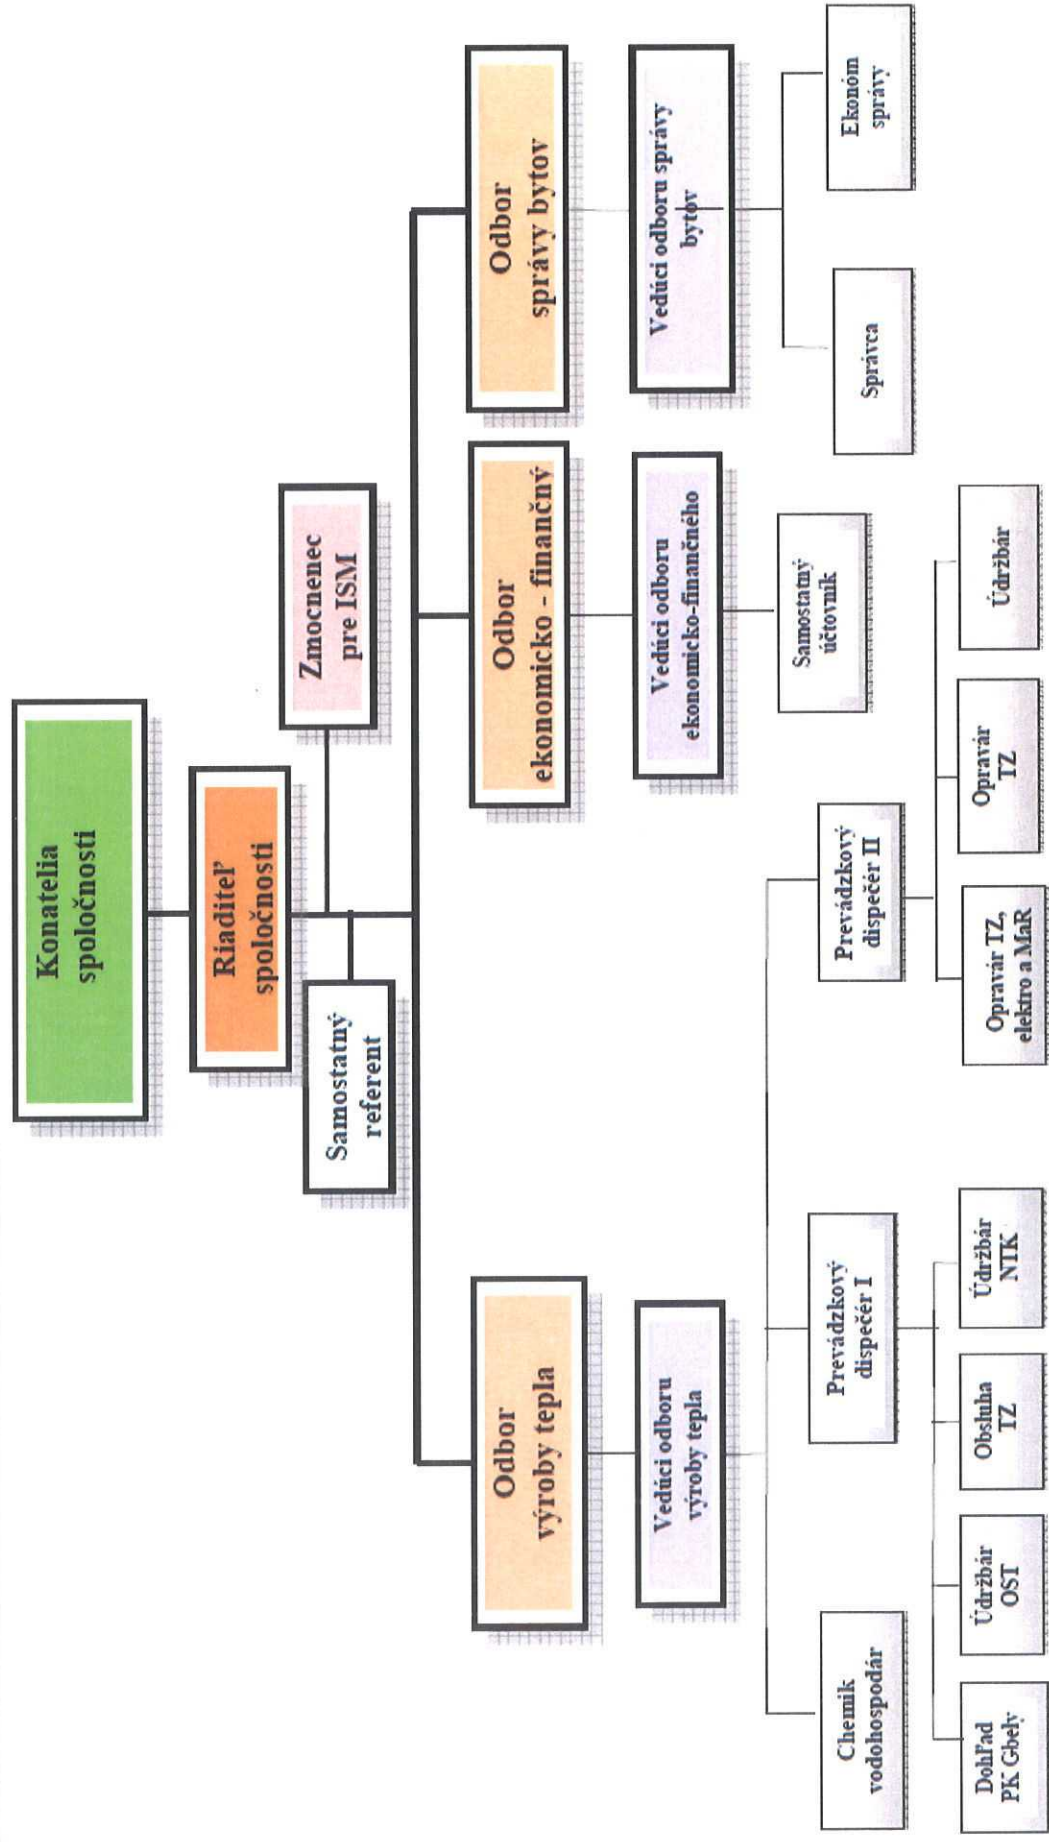 Konatelia
spoločnosti
Riaditeľ
spoločnosti
Zmocnenec
pre ISM
Samostatný
referent
Odbor
výroby tepla
Odbor
ekonomicko - finančný
Odbor
správy bytov
Vedúci odboru
výroby tepla
Vedúci odboru
ekonomicko-finančného
Vedúci odboru správy
bytov
Chemik
vodohospodár
Prevádzkový
dispečér I
Prevádzkový
dispečér II
Samostatný
účtovník
Správca
Ekonóm
správy
Dohľad
PK Gbely
Údržbár
OST
Obsluha
TZ
Údržbár
NTK
Opravár TZ,
elektro a MaR
Opravár
TZ
Údržbár